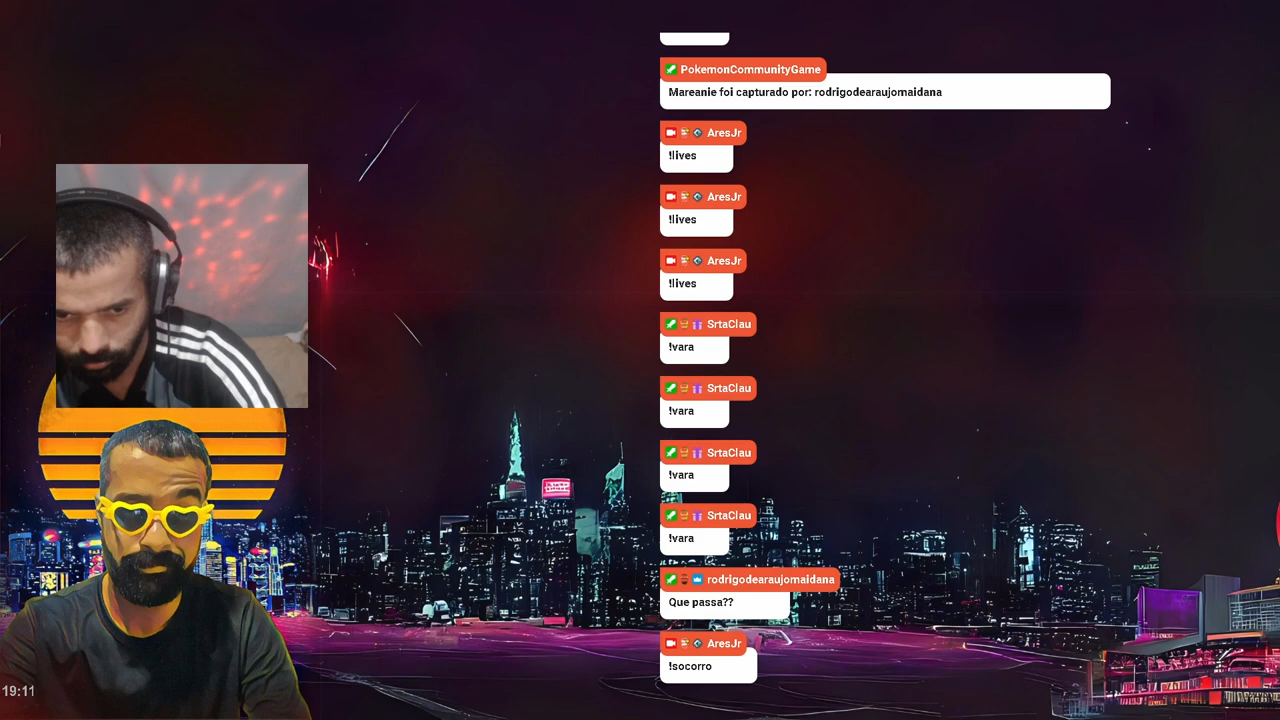 PokemonCommunityGame
Mareanie foi capturado por: rodrigodearaujomaidana
AresJr
!lives
AresJr
!lives
AresJr
!lives
SrtaClau
!vara
SrtaClau
!vara
SrtaClau
!vara
SrtaClau
!vara
rodrigodearaujomaidana
Que passa??
AresJr
!socorro
19:11